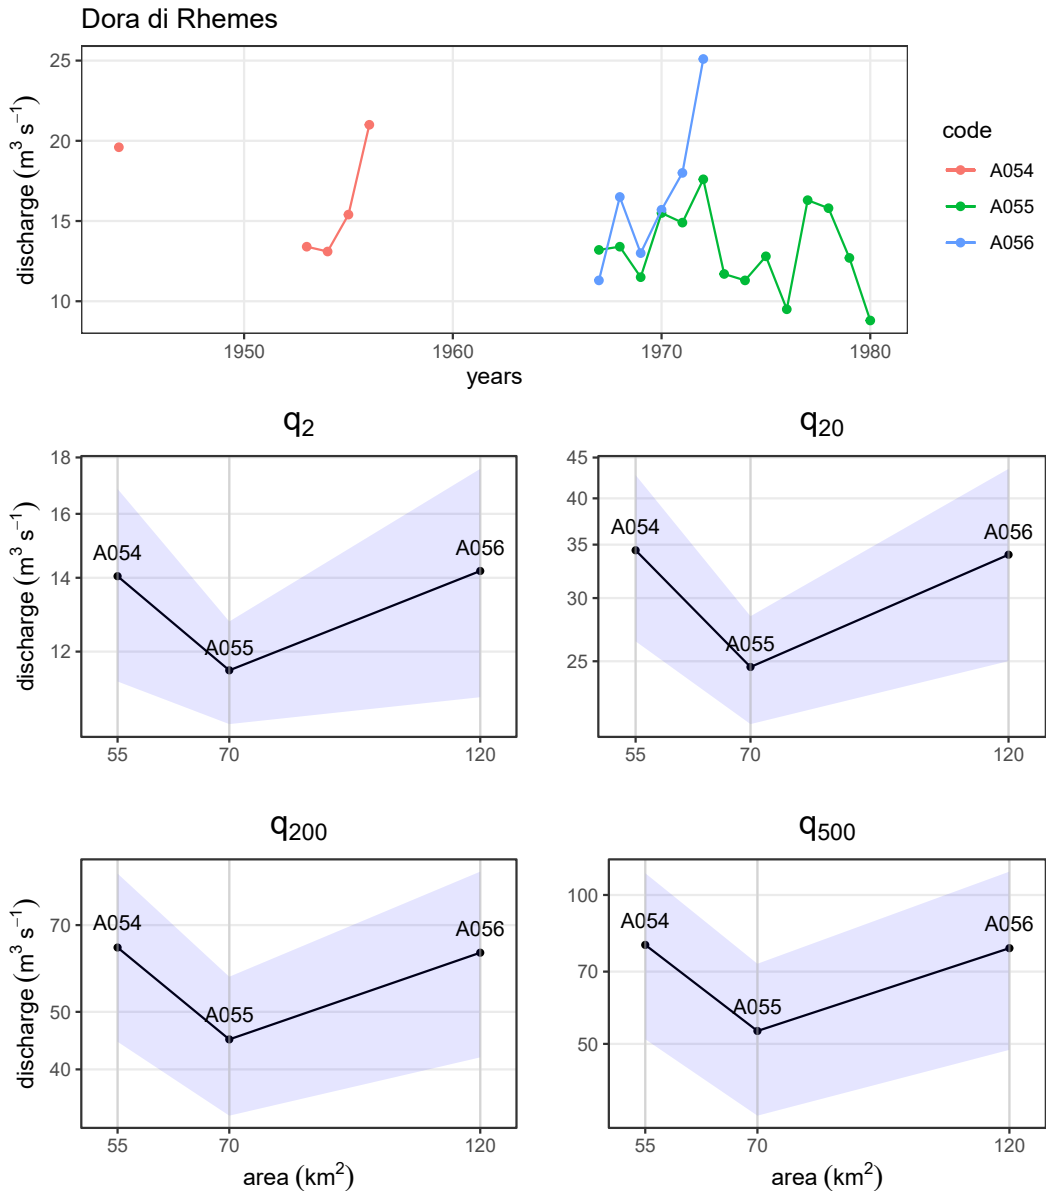 Dora di Rhemes
discharge (m³ s⁻¹)
25
20
15
10
1950 1960 1970 1980
years
code
A054
A055
A056
q₂
discharge (m³ s⁻¹)
18
16
14
12
A054
A055
A056
55 70 120
q₂₀
45
40
35
30
25
A054
A055
A056
55 70 120
q₂₀₀
discharge (m³ s⁻¹)
70
50
40
A054
A055
A056
55 70 120
area (km²)
q₅₀₀
100
70
50
A054
A055
A056
55 70 120
area (km²)